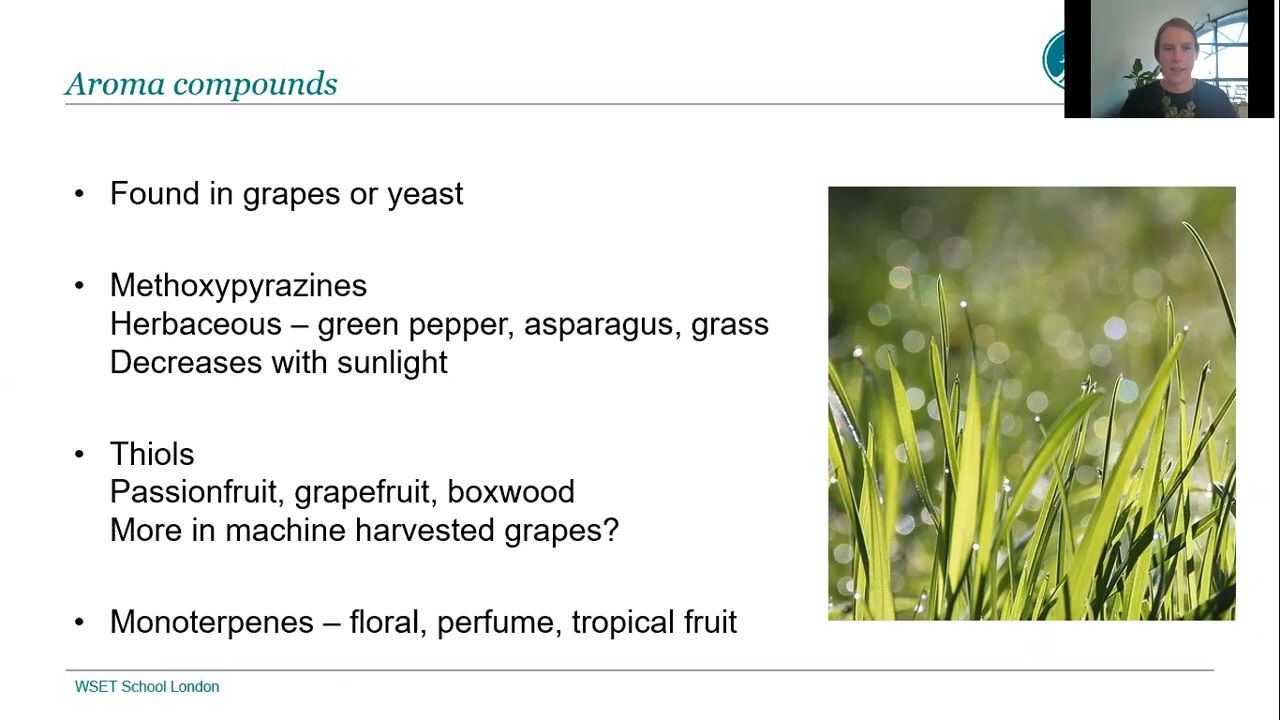 Aroma compounds
• Found in grapes or yeast
• Methoxypyrazines
Herbaceous – green pepper, asparagus, grass
Decreases with sunlight
• Thiols
Passionfruit, grapefruit, boxwood
More in machine harvested grapes?
• Monoterpenes – floral, perfume, tropical fruit
WSET School London